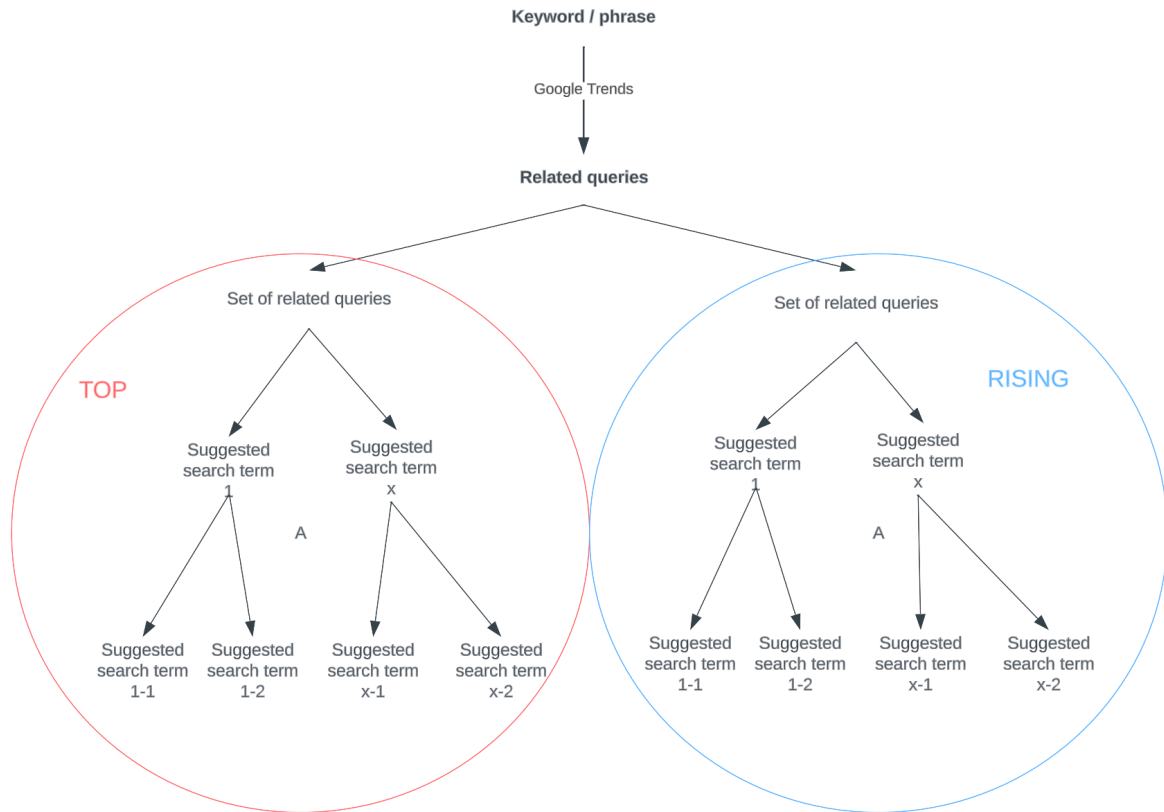 Keyword / phrase
Google Trends
Related queries
Set of related queries
TOP
Suggested
search term
1
Suggested
search term
x
A
Suggested
search term
1-1
Suggested
search term
1-2
Suggested
search term
x-1
Suggested
search term
x-2
Set of related queries
RISING
Suggested
search term
1
Suggested
search term
x
A
Suggested
search term
1-1
Suggested
search term
1-2
Suggested
search term
x-1
Suggested
search term
x-2